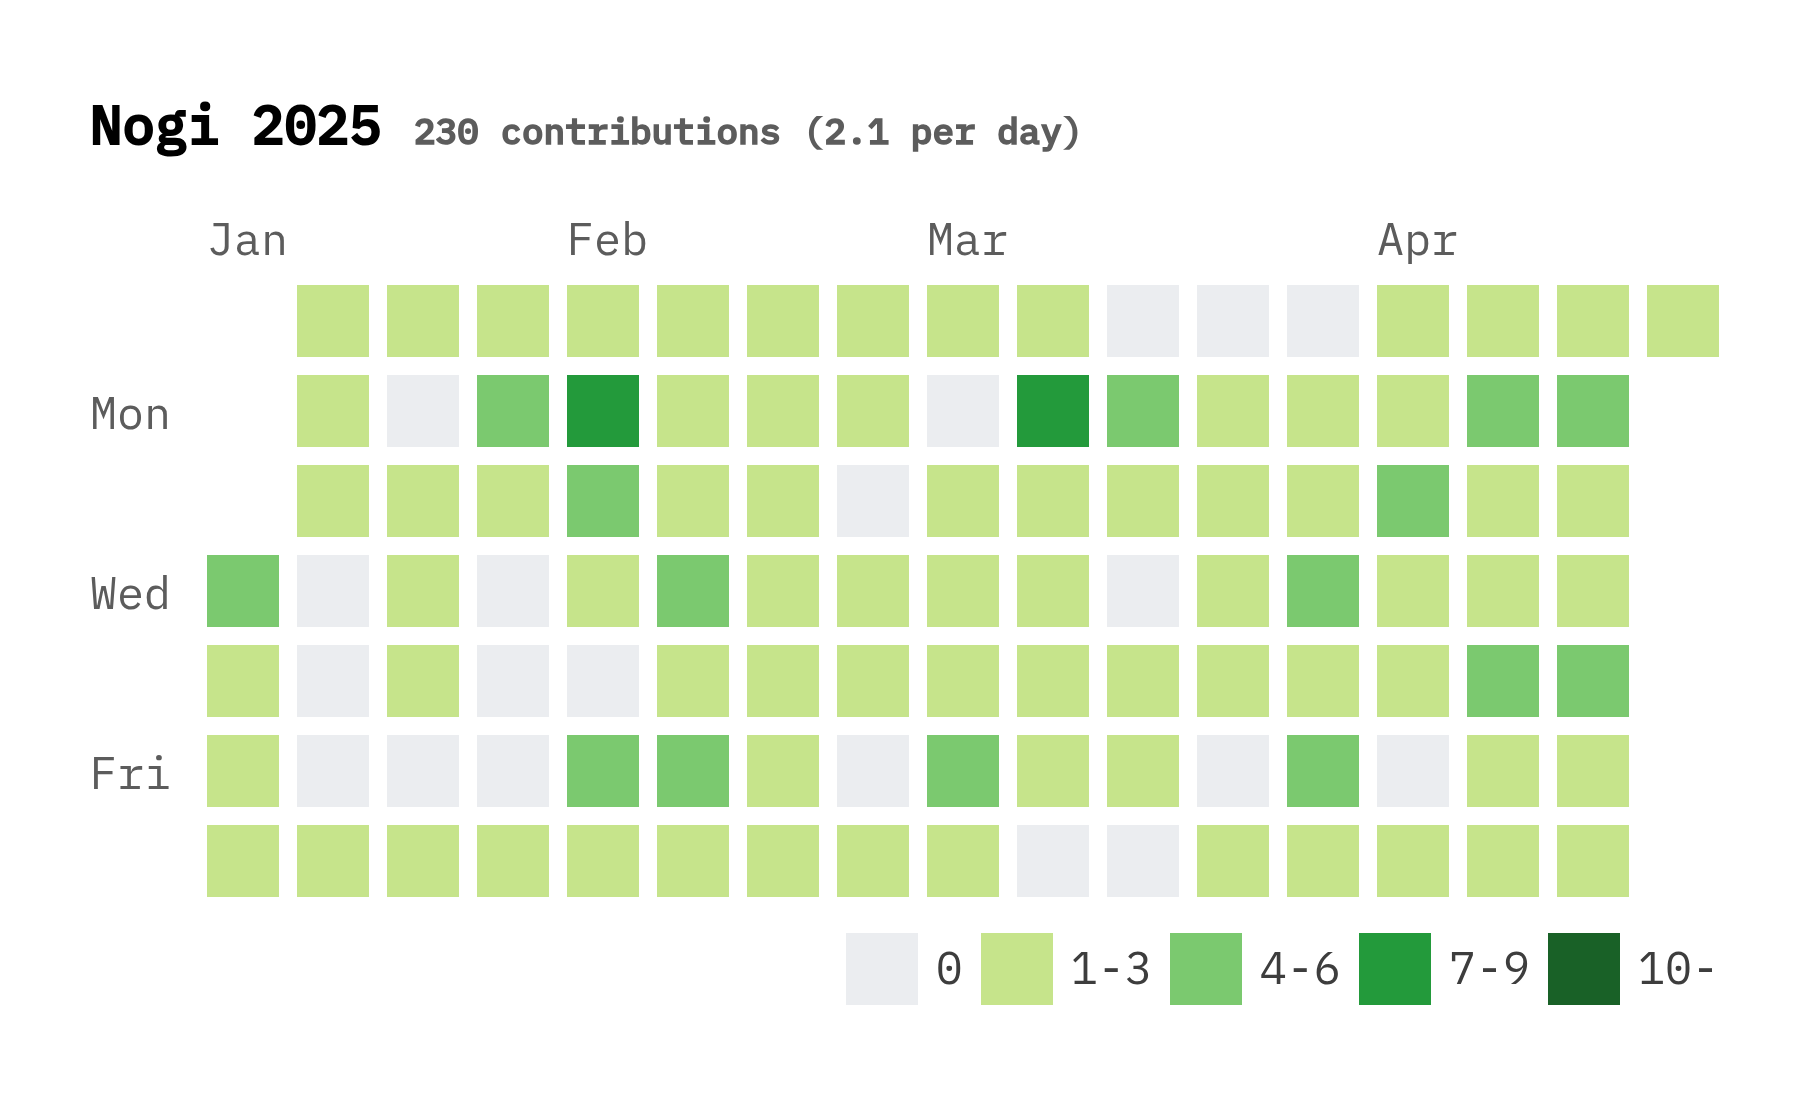 Nogi 2025 230 contributions (2.1 per day)
Jan Feb Mar Apr
Mon
Wed
Fri
0 1-3 4-6 7-9 10-